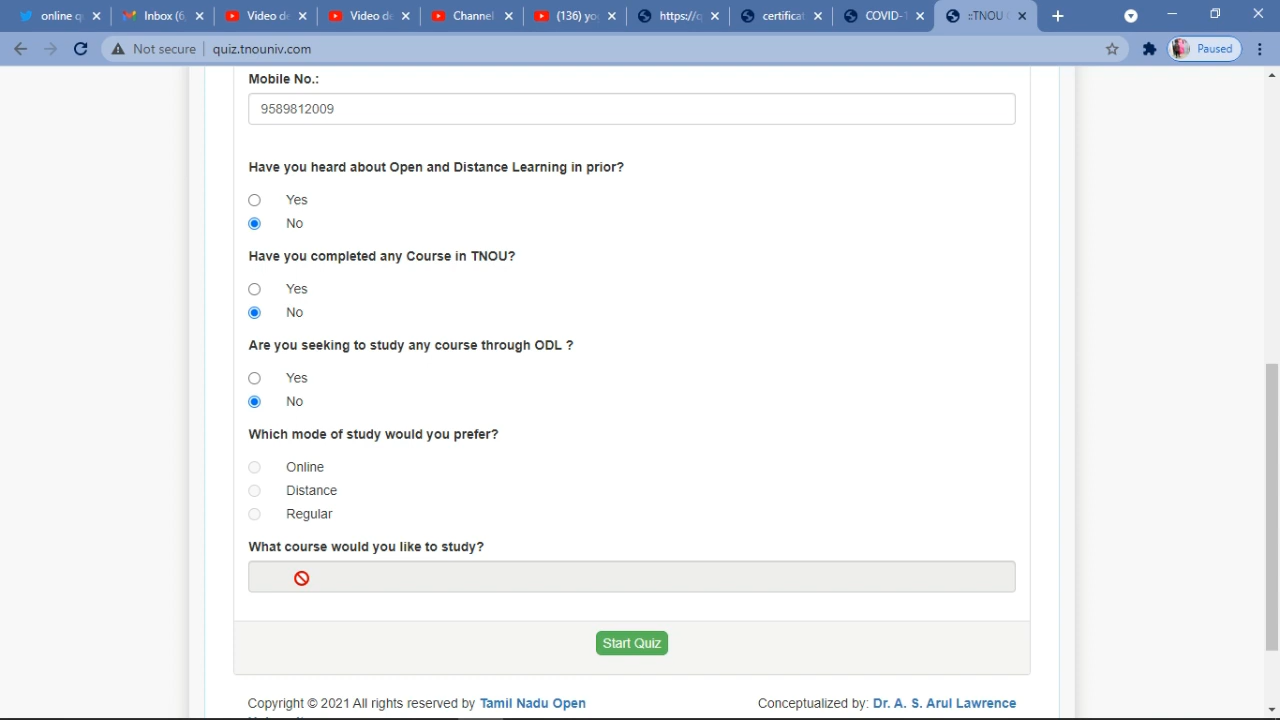 online q
Inbox (6,
Video de
Video de
Channel
(136) yo
https://q
certifica
COVID-1
::TNOU
Not secure
quiz.tnouniv.com
Paused
Mobile No.:
9589812009
Have you heard about Open and Distance Learning in prior?
Yes
No
Have you completed any Course in TNOU?
Yes
No
Are you seeking to study any course through ODL ?
Yes
No
Which mode of study would you prefer?
Online
Distance
Regular
What course would you like to study?
Start Quiz
Copyright © 2021 All rights reserved by Tamil Nadu Open
Conceptualized by: Dr. A. S. Arul Lawrence